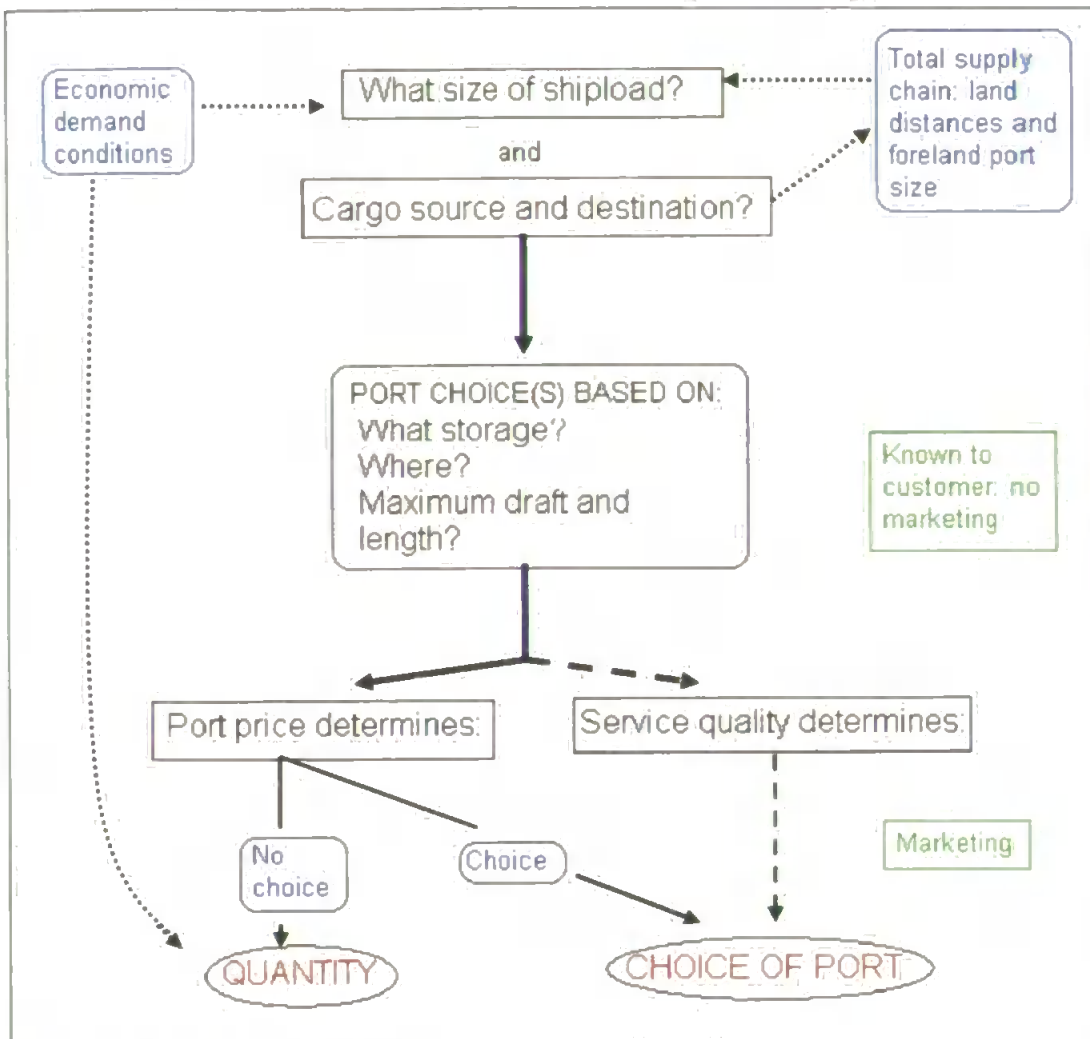 Economic
demand
conditions
What size of shipload?
Total supply
chain: land
distances and
foreland port
size
and
Cargo source and destination?
PORT CHOICE(S) BASED ON:
What storage?
Where?
Maximum draft and
length?
Known to
customer: no
marketing
Port price determines:
Service quality determines:
No
choice
Choice
Marketing
QUANTITY
CHOICE OF PORT